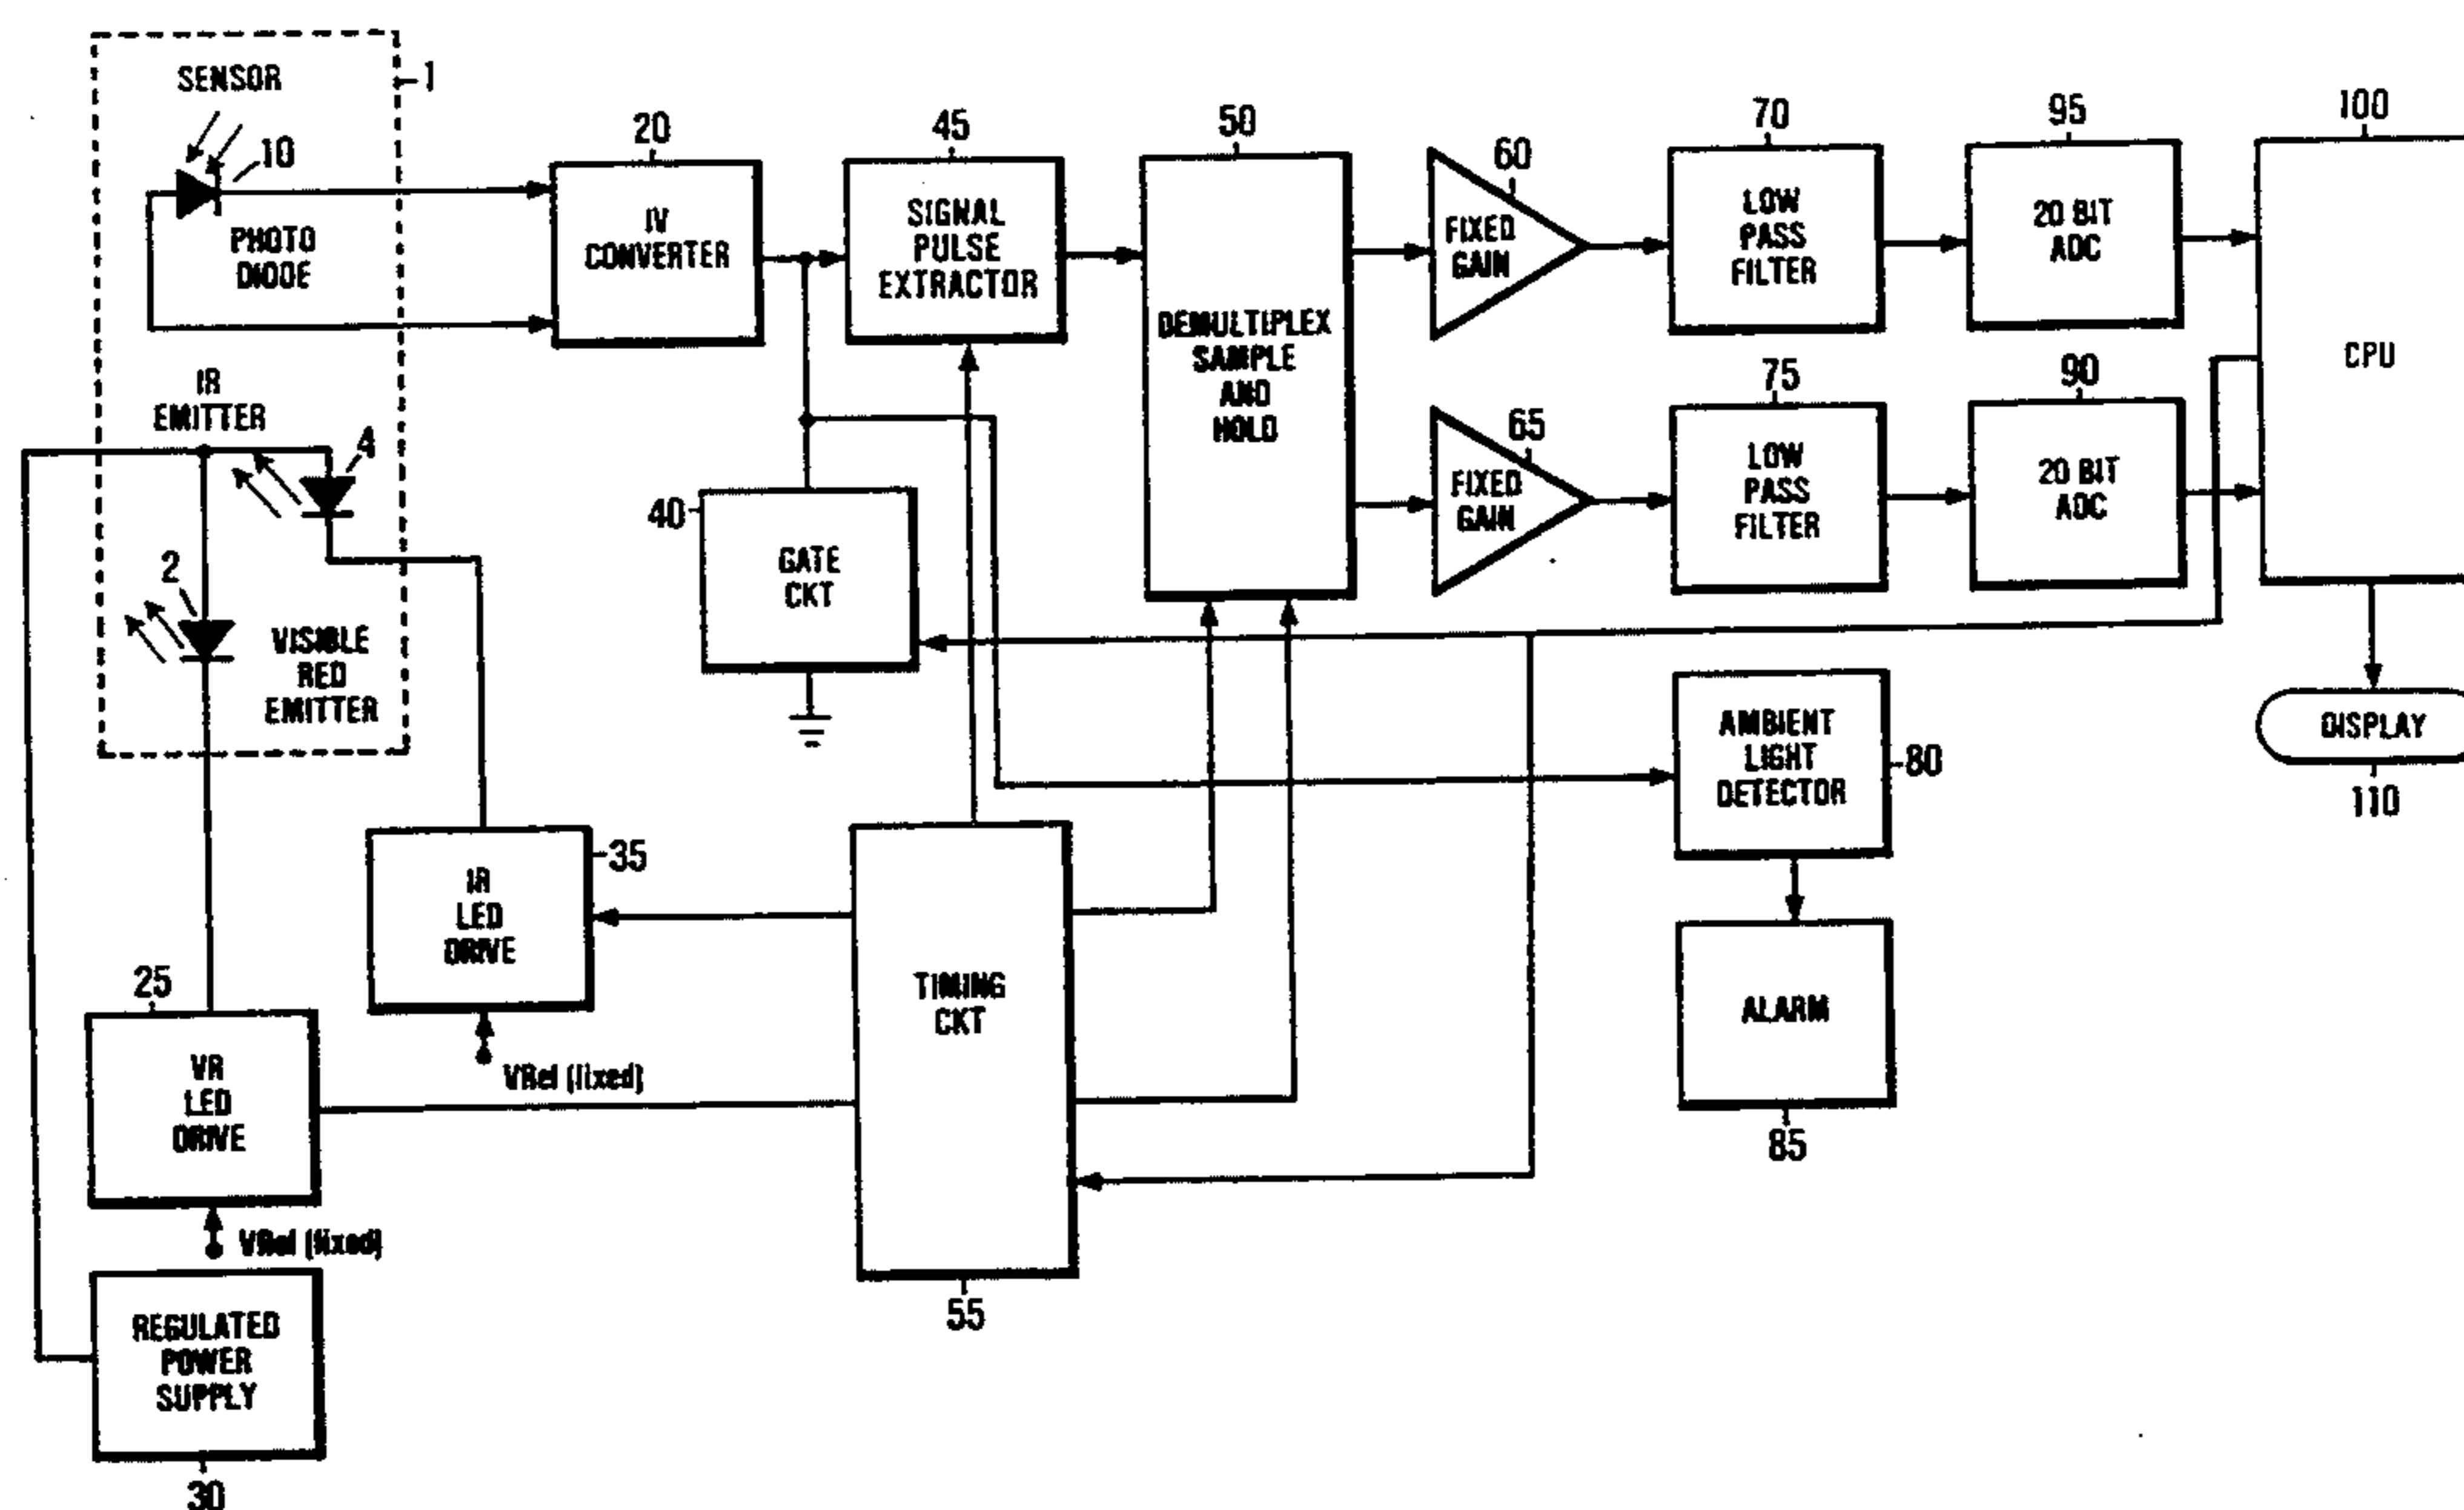 SENSOR
1
10
PHOTO
DIODE
IR
EMITTER
4
2
VISIBLE
RED
EMITTER
20
IV
CONVERTER
45
SIGNAL
PULSE
EXTRACTOR
50
DEMULTIPLEX
SAMPLE
AND
HOLD
60
FIXED
GAIN
70
LOW
PASS
FILTER
95
20 BIT
ADC
100
CPU
65
FIXED
GAIN
75
LOW
PASS
FILTER
90
20 BIT
ADC
40
GATE
CKT
AMBIENT
LIGHT
DETECTOR
80
DISPLAY
110
35
IR
LED
DRIVE
VRef (fixed)
TIMING
CKT
55
ALARM
85
25
VR
LED
DRIVE
VRef (fixed)
REGULATED
POWER
SUPPLY
30